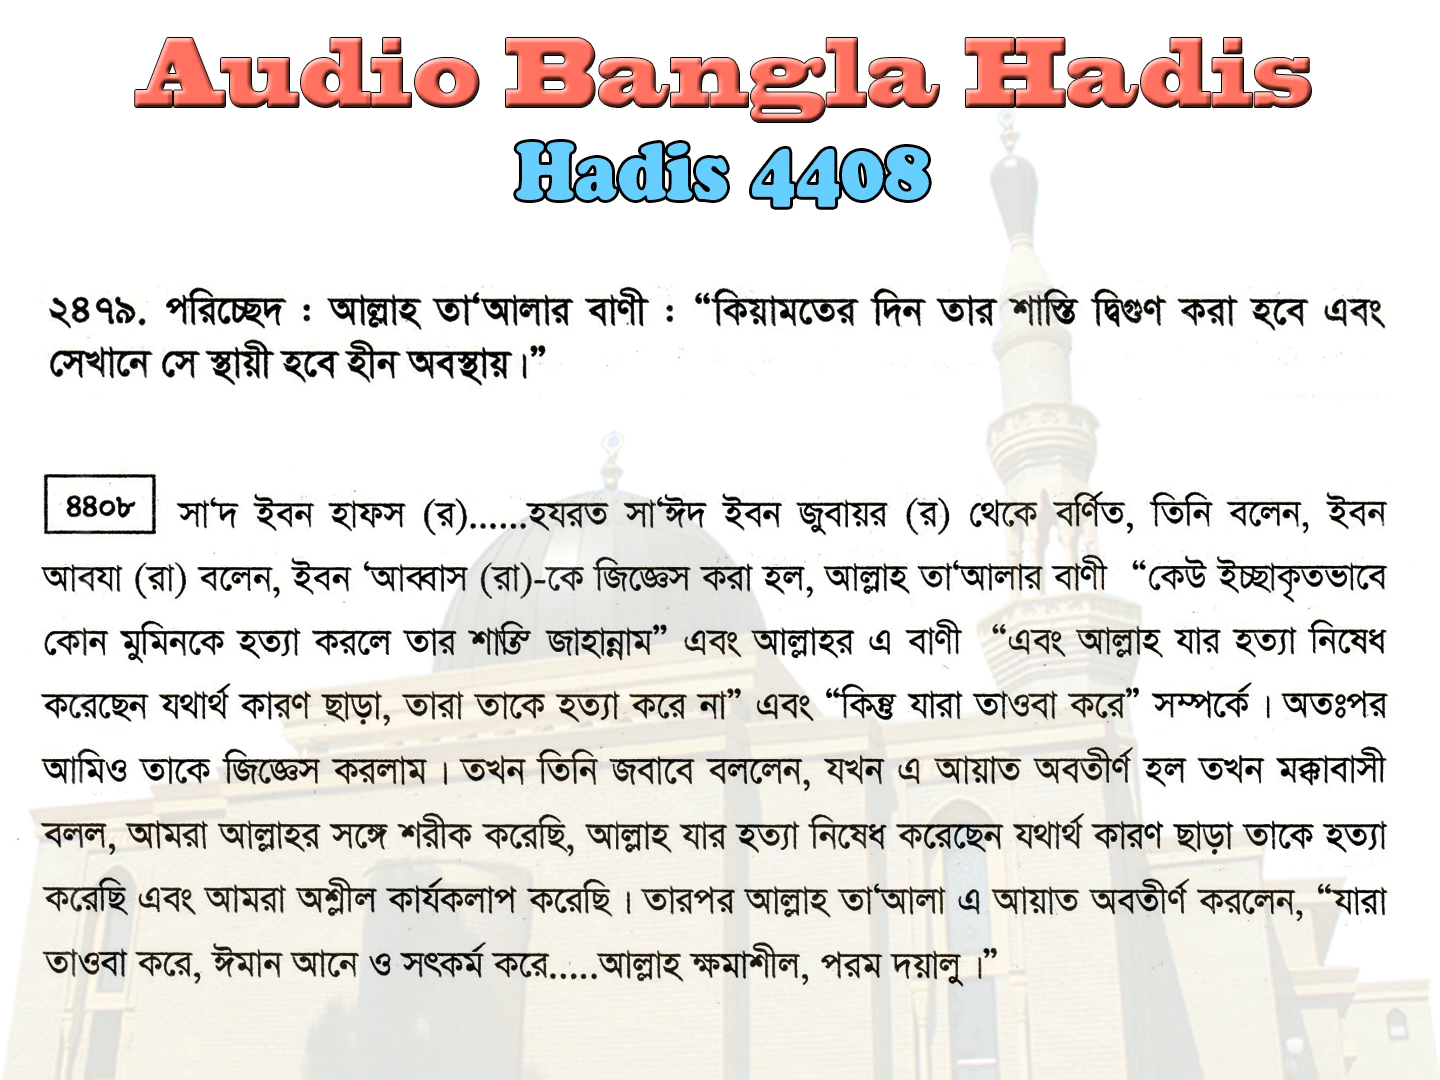 Audio Bangla Hadis
Hadis 4408
২৪৭৯. পরিচ্ছেদ : আল্লাহ তা‘আলার বাণী : “কিয়ামতের দিন তার শাস্তি দ্বিগুণ করা হবে এবং
সেখানে সে স্থায়ী হবে হীন অবস্থায়।”
৪৪০৮ সা‘দ ইবন হাফস (র)......হযরত সা‘ঈদ ইবন জুবায়র (র) থেকে বর্ণিত, তিনি বলেন, ইবন
আবযা (রা) বলেন, ইবন ‘আব্বাস (রা)-কে জিজ্ঞেস করা হল, আল্লাহ তা‘আলার বাণী “কেউ ইচ্ছাকৃতভাবে
কোন মুমিনকে হত্যা করলে তার শাস্তি জাহান্নাম” এবং আল্লাহর এ বাণী “এবং আল্লাহ যার হত্যা নিষেধ
করেছেন যথার্থ কারণ ছাড়া, তারা তাকে হত্যা করে না” এবং “কিন্তু যারা তাওবা করে” সম্পর্কে। অতঃপর
আমিও তাকে জিজ্ঞেস করলাম। তখন তিনি জবাবে বললেন, যখন এ আয়াত অবতীর্ণ হল তখন মক্কাবাসী
বলল, আমরা আল্লাহর সঙ্গে শরীক করেছি, আল্লাহ যার হত্যা নিষেধ করেছেন যথার্থ কারণ ছাড়া তাকে হত্যা
করেছি এবং আমরা অশ্লীল কার্যকলাপ করেছি। তারপর আল্লাহ তা‘আলা এ আয়াত অবতীর্ণ করলেন, “যারা
তাওবা করে, ঈমান আনে ও সৎকর্ম করে.....আল্লাহ ক্ষমাশীল, পরম দয়ালু।”